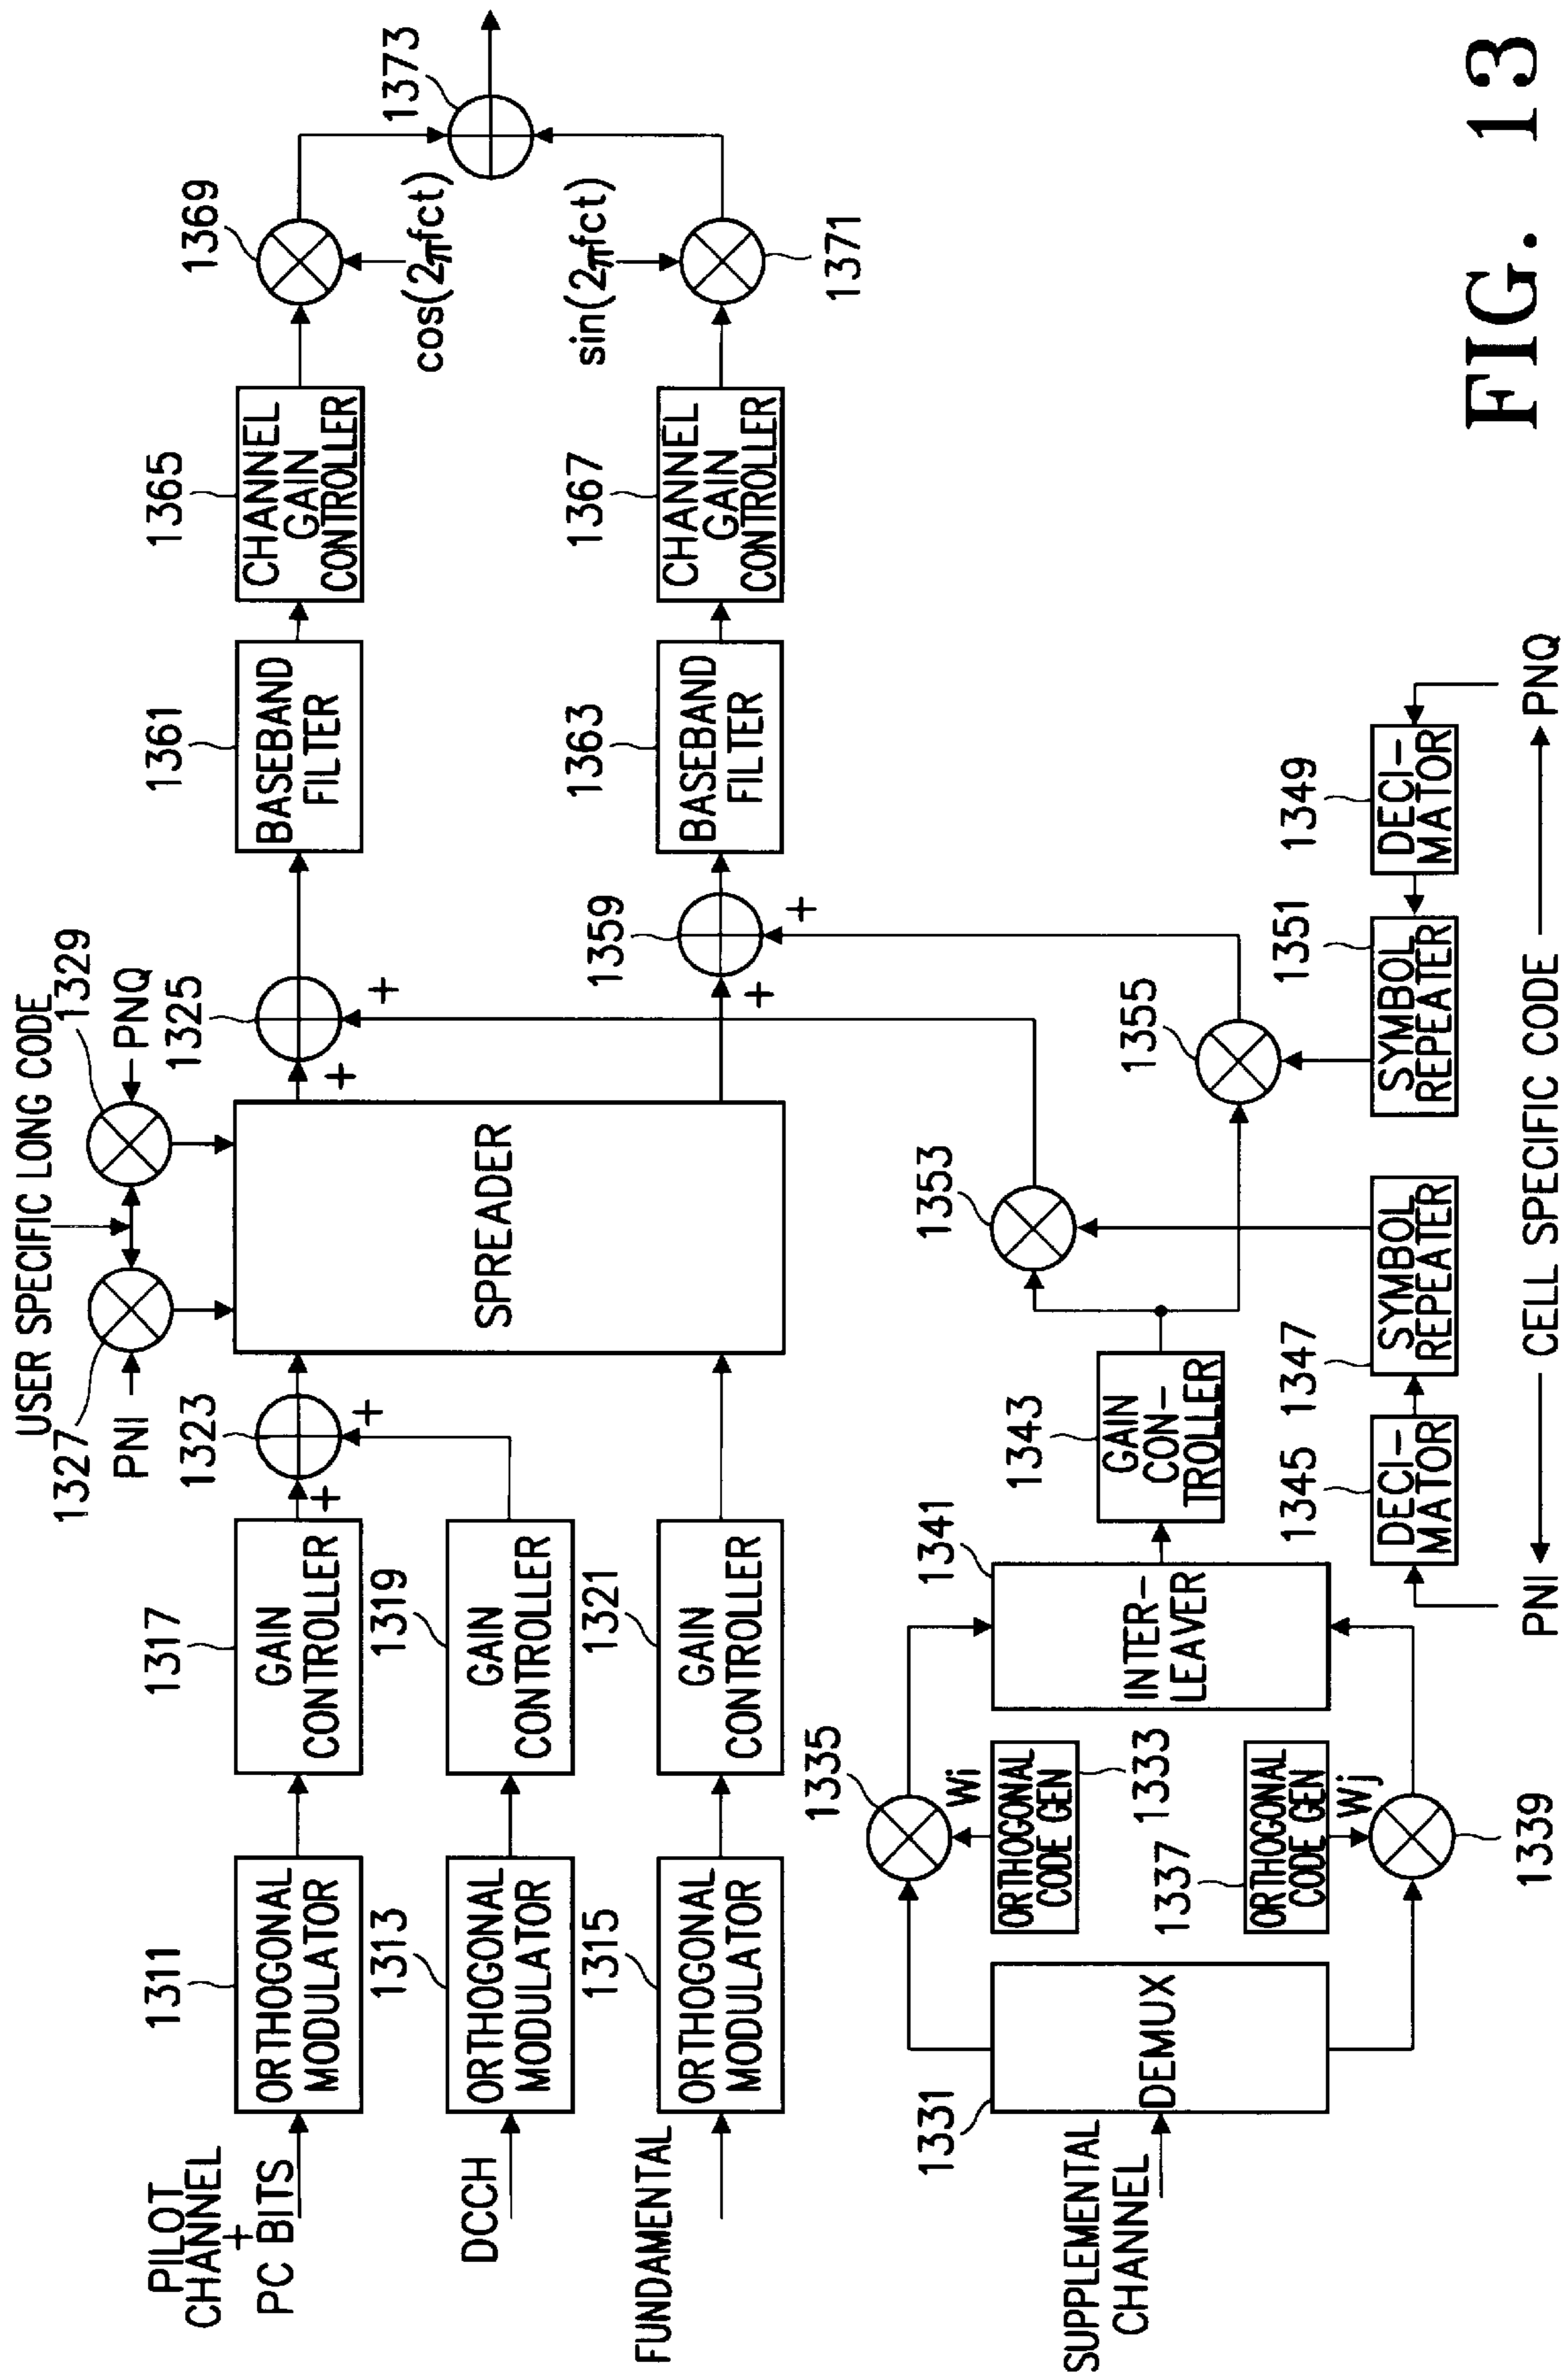 USER SPECIFIC LONG CODE
1327
1329
PNI
PNQ
PILOT
CHANNEL
+
PC BITS
1311
ORTHOGONAL
MODULATOR
1317
GAIN
CONTROLLER
+
1323
+
SPREADER
+
1325
+
1361
BASEBAND
FILTER
1365
CHANNEL
GAIN
CONTROLLER
1369
cos(2πfct)
1373
DCCH
1313
ORTHOGONAL
MODULATOR
1319
GAIN
CONTROLLER
FUNDAMENTAL
1315
ORTHOGONAL
MODULATOR
1321
GAIN
CONTROLLER
+
1359
+
1363
BASEBAND
FILTER
1367
CHANNEL
GAIN
CONTROLLER
sin(2πfct)
1371
SUPPLEMENTAL
CHANNEL
1331
DEMUX
1335
Wi
ORTHOGONAL
CODE GEN
1333
1337
ORTHOGONAL
CODE GEN
Wj
1339
1341
INTER-
LEAVER
1343
GAIN
CON-
TROLLER
1353
1355
1345
DECI-
MATOR
1347
SYMBOL
REPEATER
1351
SYMBOL
REPEATER
1349
DECI-
MATOR
PNI
CELL SPECIFIC CODE
PNQ
FIG. 13